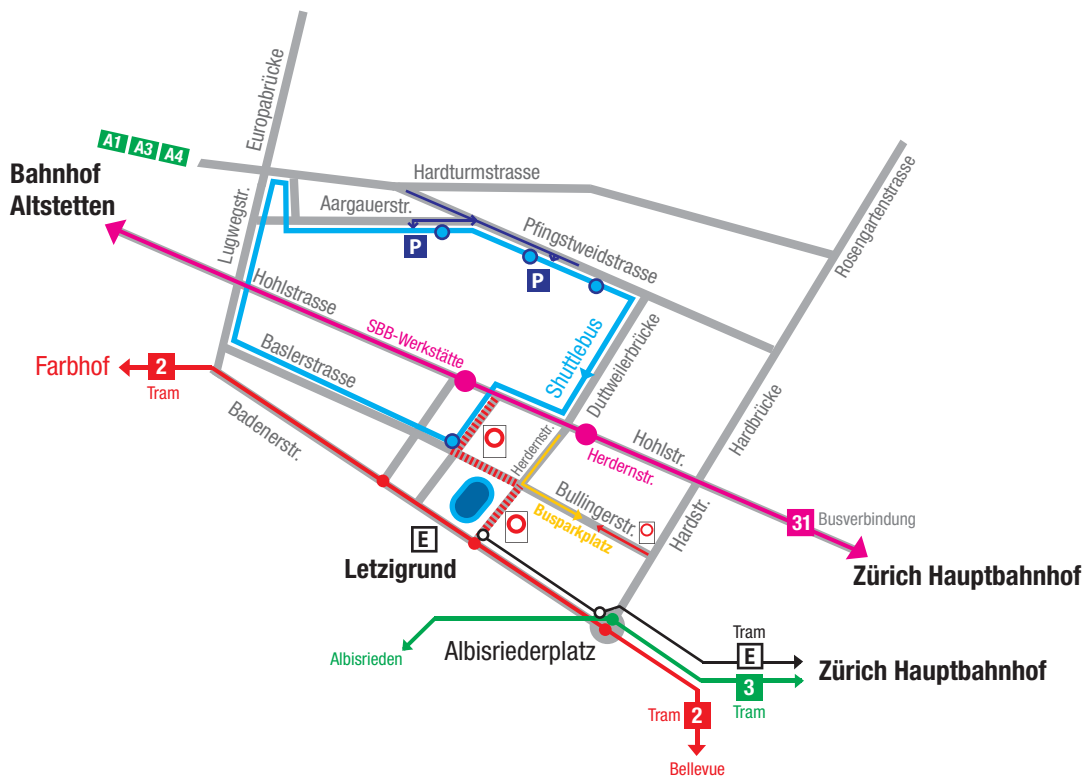 Europabrücke
A1 A3 A4
Bahnhof
Altstetten
Hardturmstrasse
Rosengartenstrasse
Aargauerstr.
Lugwegstr.
P
Pfingstweidstrasse
P
Hohlstrasse
SBB-Werkstätte
Shuttlebus
Duttweilerbrücke
Farbhof
2
Tram
Baslerstrasse
Hardbrücke
Badenerstr.
Herdernstr.
Hohlstr.
Herdernstr.
Bullingerstr.
Busparkplatz
Hardstr.
31
Busverbindung
E
Letzigrund
Zürich Hauptbahnhof
Albisrieden
Albisriederplatz
Tram
E
Zürich Hauptbahnhof
3
Tram
Tram 2
Bellevue